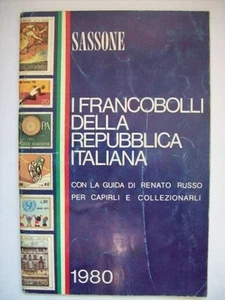 SASSONE
I FRANCOBOLLI
DELLA
REPUBBLICA
ITALIANA
CON LA GUIDA DI RENATO RUSSO
PER CAPIRLI E COLLEZIONARLI
1980